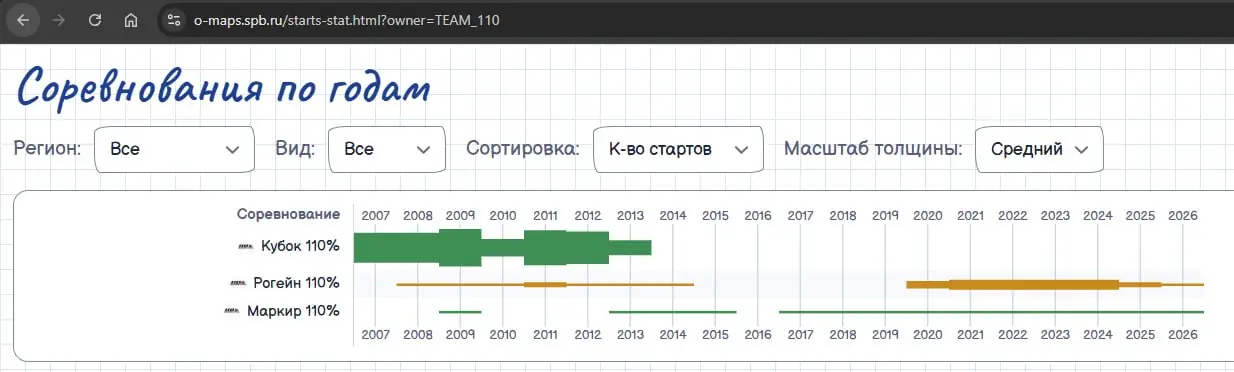 o-maps.spb.ru/starts-stat.html?owner=TEAM_110
Соревнования по годам
Регион: Все Вид: Все Сортировка: К-во стартов Масштаб толщины: Средний
Соревнование 2007 2008 2009 2010 2011 2012 2013 2014 2015 2016 2017 2018 2019 2020 2021 2022 2023 2024 2025 2026
Кубок 110%
Рогейн 110%
Маркир 110%
2007 2008 2009 2010 2011 2012 2013 2014 2015 2016 2017 2018 2019 2020 2021 2022 2023 2024 2025 2026